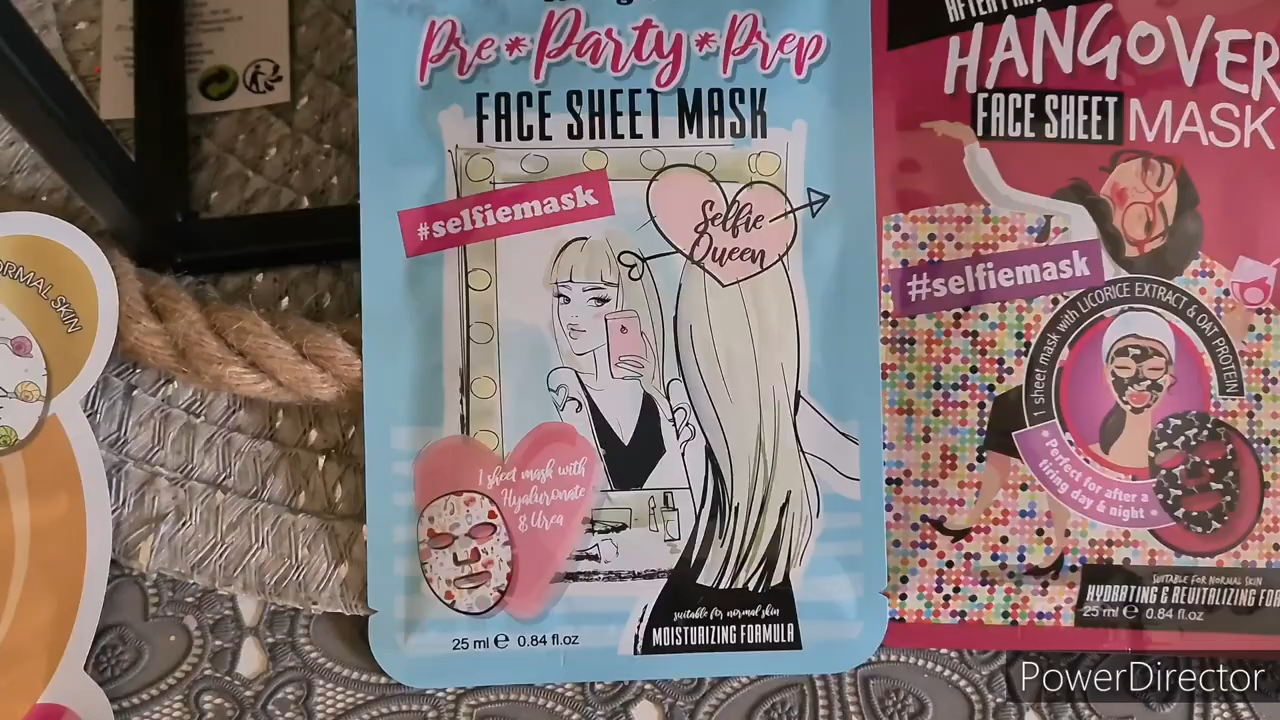 Pre*Party*Prep
FACE SHEET MASK
#selfiemask
Selfie
Queen
1 sheet mask with
Hyaluronate
& Urea
suitable for normal skin
MOISTURIZING FORMULA
25 ml e 0.84 fl.oz
HANGOVER
FACE SHEET MASK
#selfiemask
1 sheet mask with LICORICE EXTRACT & OAT PROTEIN
• Perfect for after a
tiring day & night •
SUITABLE FOR NORMAL SKIN
HYDRATING & REVITALIZING FOR
25 ml e 0.84 fl.oz
ORMAL SKIN
PowerDirector